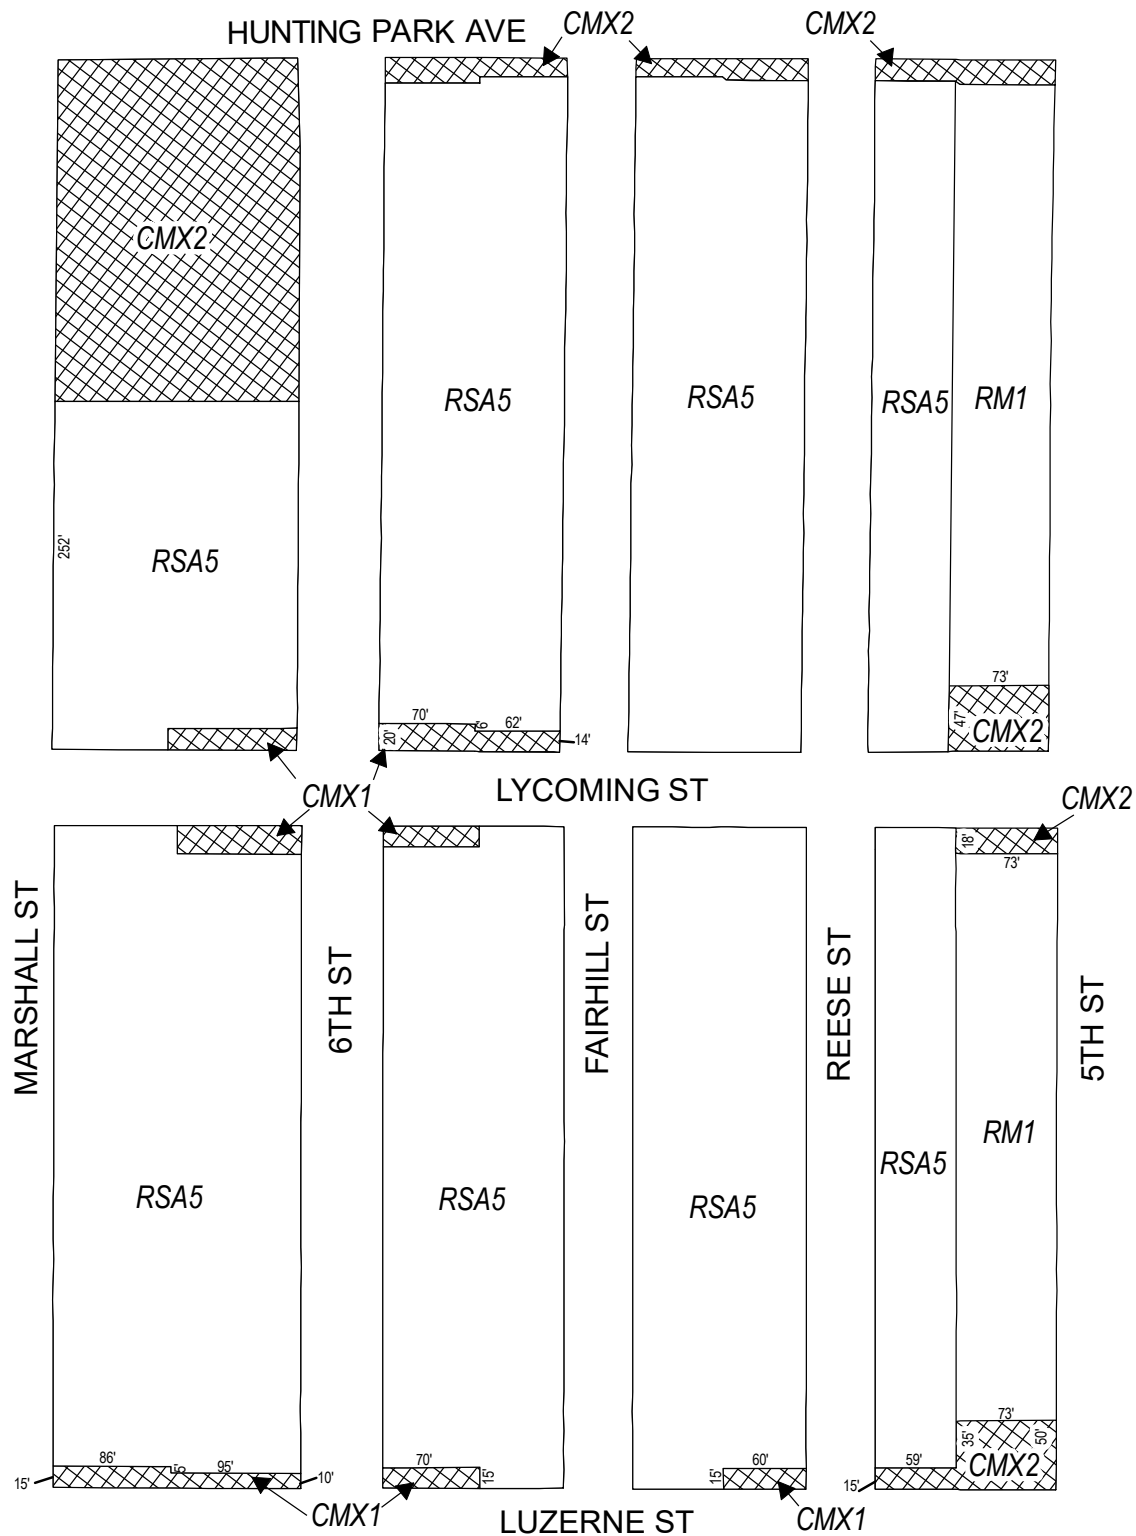 HUNTING PARK AVE
CMX2
CMX2
CMX2
RSA5
RSA5
RSA5
RM1
252'
RSA5
73'
47'
CMX2
70'
6'
62'
20'
14'
CMX1
LYCOMING ST
CMX2
18'
73'
MARSHALL ST
6TH ST
FAIRHILL ST
REESE ST
5TH ST
RM1
RSA5
RSA5
RSA5
RSA5
73'
35'
50'
CMX2
86'
5'
95'
15'
10'
70'
15'
60'
15'
59'
15'
CMX1
CMX1
LUZERNE ST